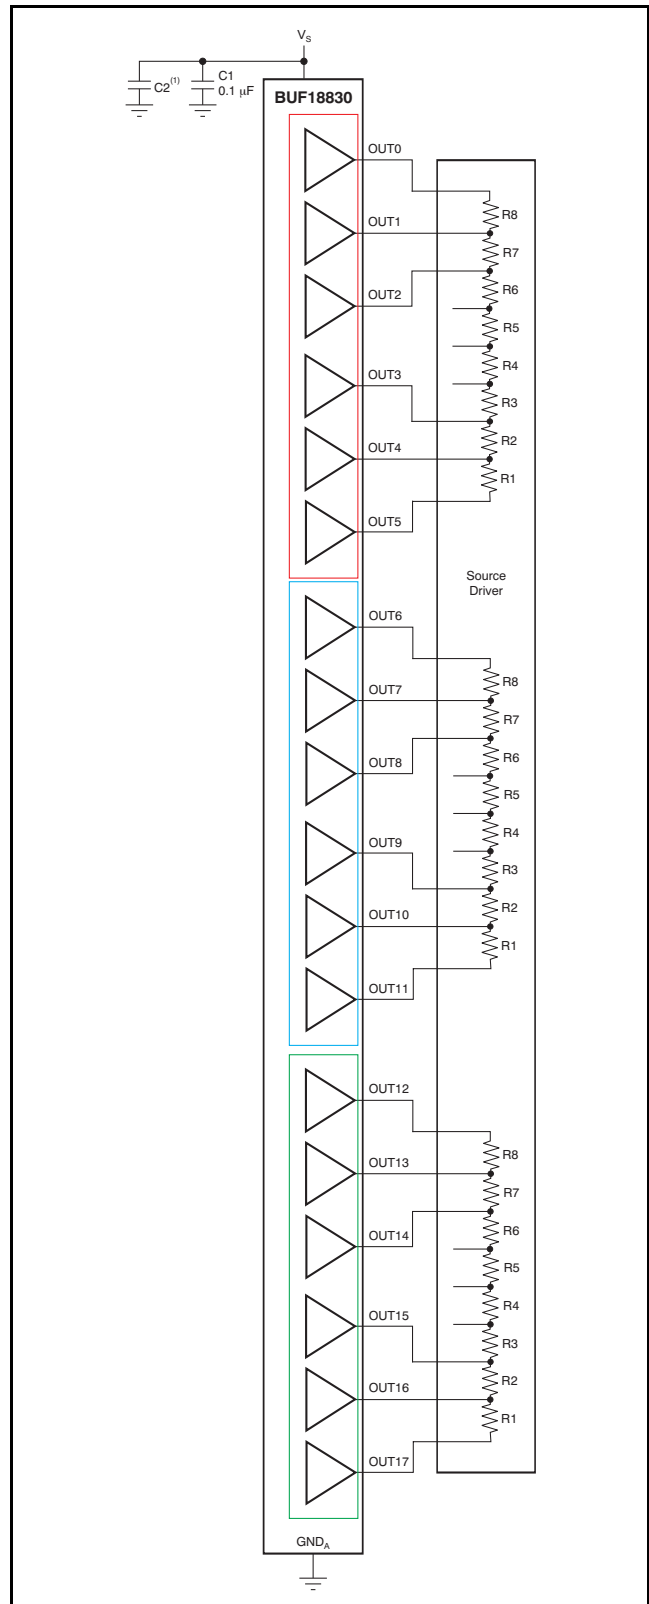 VS
C2(1)
C1
0.1 µF
BUF18830
OUT0
R8
OUT1
R7
R6
OUT2
R5
R4
OUT3
R3
R2
OUT4
R1
OUT5
Source
Driver
OUT6
R8
OUT7
R7
R6
OUT8
R5
R4
OUT9
R3
R2
OUT10
R1
OUT11
OUT12
R8
OUT13
R7
R6
OUT14
R5
R4
OUT15
R3
R2
OUT16
R1
OUT17
GNDA